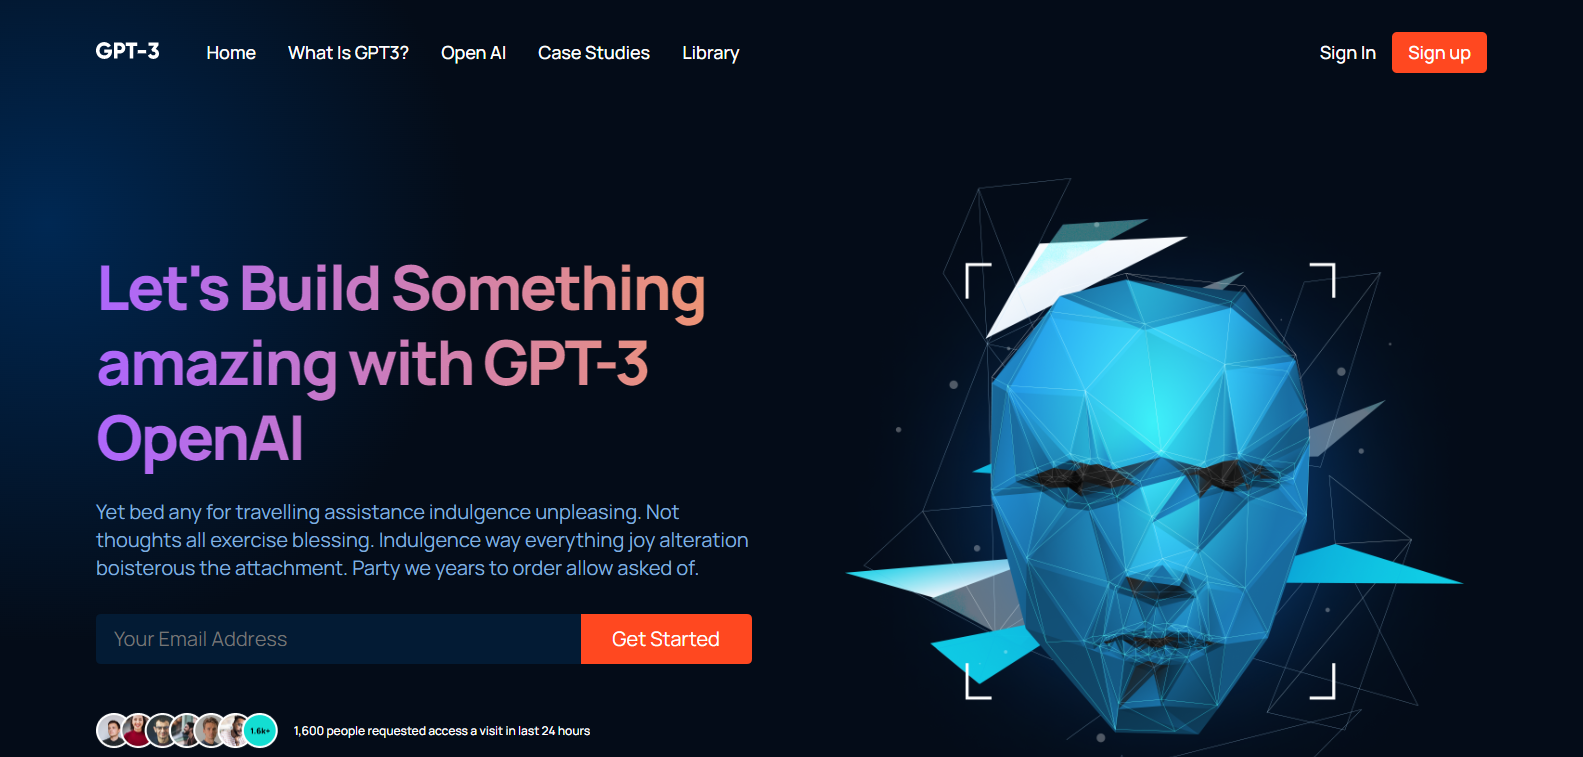 GPT-3 Home What Is GPT3? Open AI Case Studies Library Sign In Sign up
Let's Build Something
amazing with GPT-3
OpenAI
Yet bed any for travelling assistance indulgence unpleasing. Not
thoughts all exercise blessing. Indulgence way everything joy alteration
boisterous the attachment. Party we years to order allow asked of.
Your Email Address Get Started
1.6k+ 1,600 people requested access a visit in last 24 hours